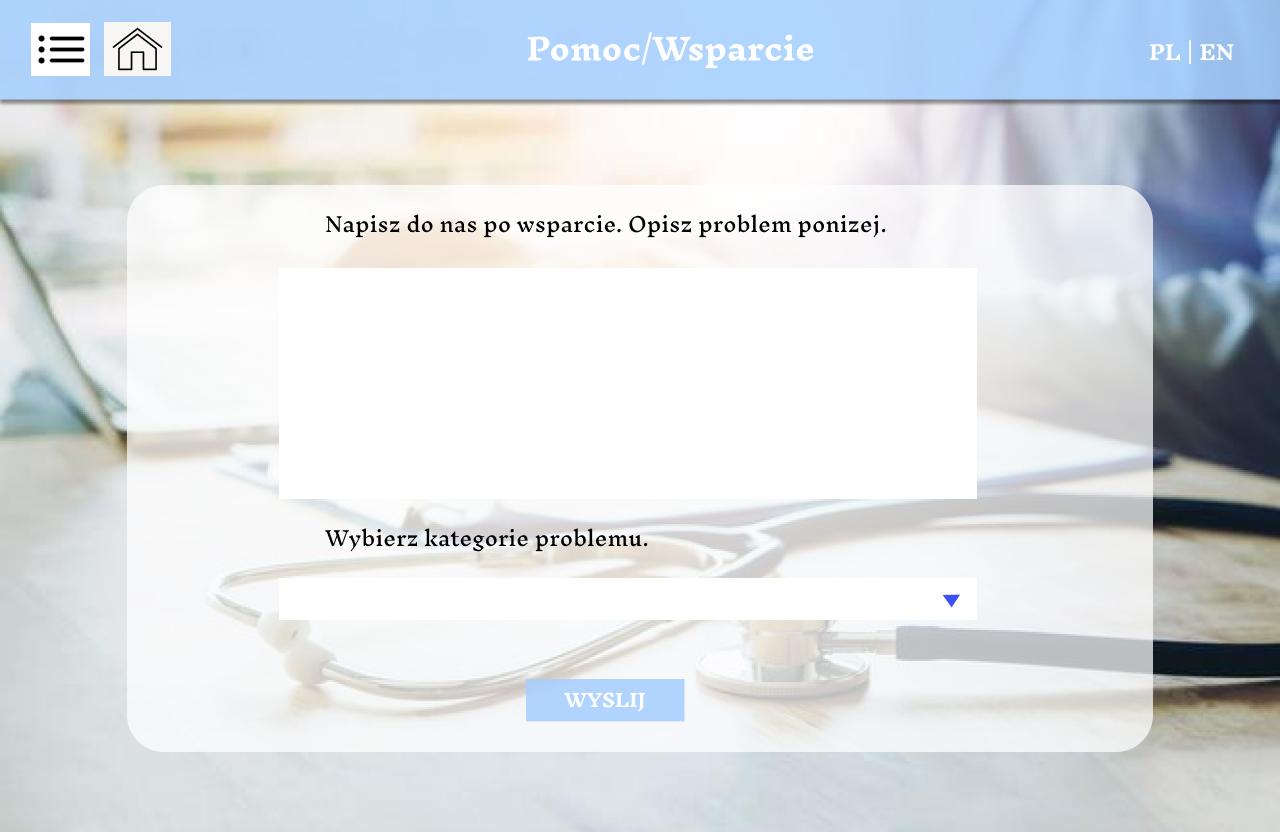 Pomoc/Wsparcie
PL | EN
Napisz do nas po wsparcie. Opisz problem ponizej.
Wybierz kategorie problemu.
WYSLIJ